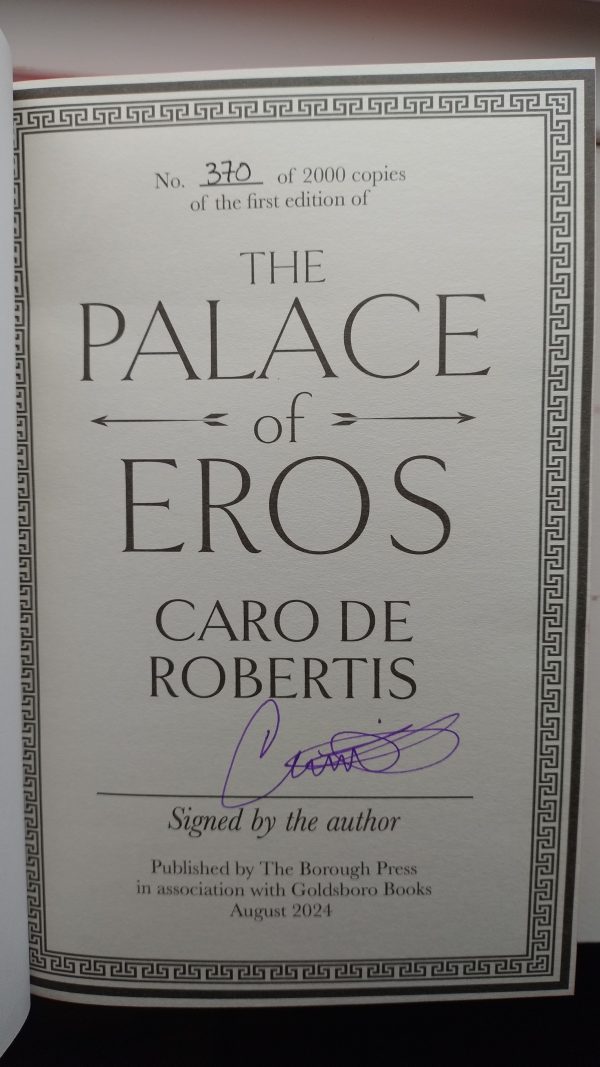 No. 370 of 2000 copies
of the first edition of
THE
PALACE
of
EROS
CARO DE
ROBERTIS
Signed by the author
Published by The Borough Press
in association with Goldsboro Books
August 2024